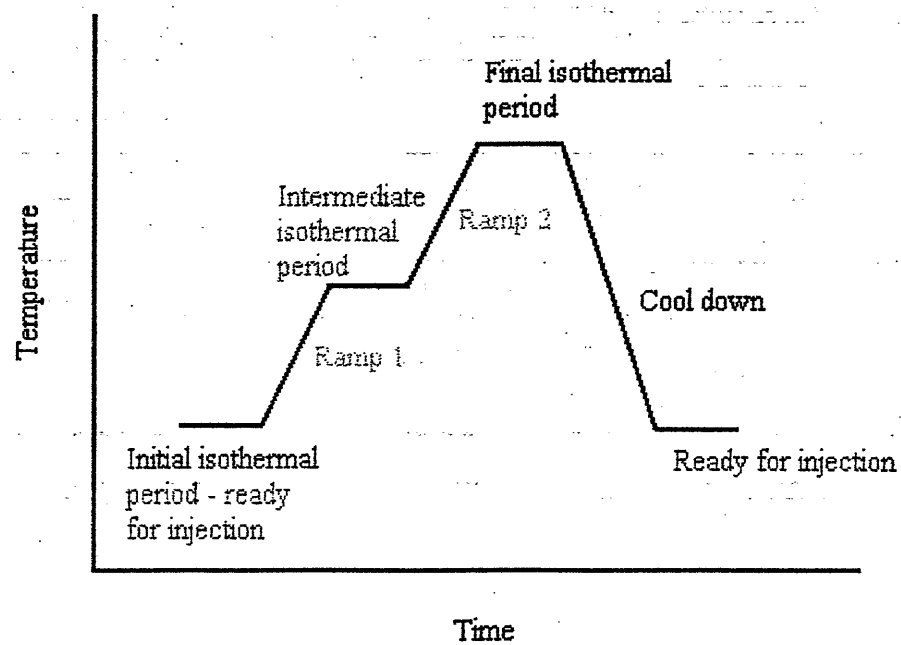 Final isothermal
period
Intermediate
isothermal
period
Ramp 2
Temperature
Cool down
Ramp 1
Initial isothermal
period - ready
for injection
Ready for injection
Time